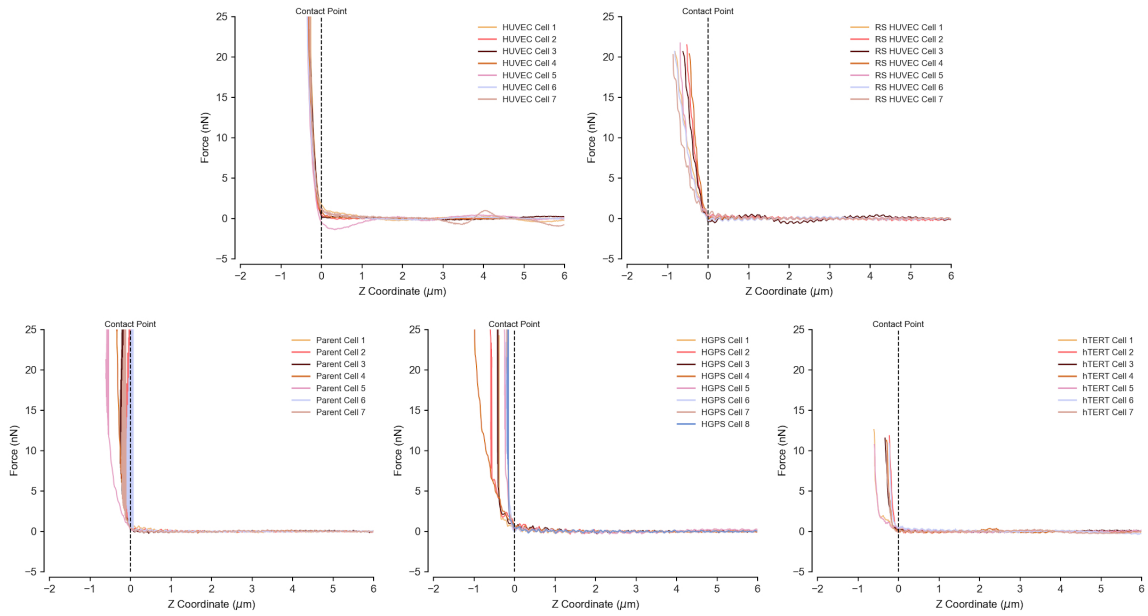 Contact Point
25
20
15
10
5
0
−5
Force (nN)
−2 −1 0 1 2 3 4 5 6
Z Coordinate (μm)
HUVEC Cell 1
HUVEC Cell 2
HUVEC Cell 3
HUVEC Cell 4
HUVEC Cell 5
HUVEC Cell 6
HUVEC Cell 7
Contact Point
25
20
15
10
5
0
−5
Force (nN)
−2 −1 0 1 2 3 4 5 6
Z Coordinate (μm)
RS HUVEC Cell 1
RS HUVEC Cell 2
RS HUVEC Cell 3
RS HUVEC Cell 4
RS HUVEC Cell 5
RS HUVEC Cell 6
RS HUVEC Cell 7
Contact Point
25
20
15
10
5
0
−5
Force (nN)
−2 −1 0 1 2 3 4 5 6
Z Coordinate (μm)
Parent Cell 1
Parent Cell 2
Parent Cell 3
Parent Cell 4
Parent Cell 5
Parent Cell 6
Parent Cell 7
Contact Point
25
20
15
10
5
0
−5
Force (nN)
−2 −1 0 1 2 3 4 5 6
Z Coordinate (μm)
HGPS Cell 1
HGPS Cell 2
HGPS Cell 3
HGPS Cell 4
HGPS Cell 5
HGPS Cell 6
HGPS Cell 7
HGPS Cell 8
Contact Point
25
20
15
10
5
0
−5
Force (nN)
−2 −1 0 1 2 3 4 5 6
Z Coordinate (μm)
hTERT Cell 1
hTERT Cell 2
hTERT Cell 3
hTERT Cell 4
hTERT Cell 5
hTERT Cell 6
hTERT Cell 7